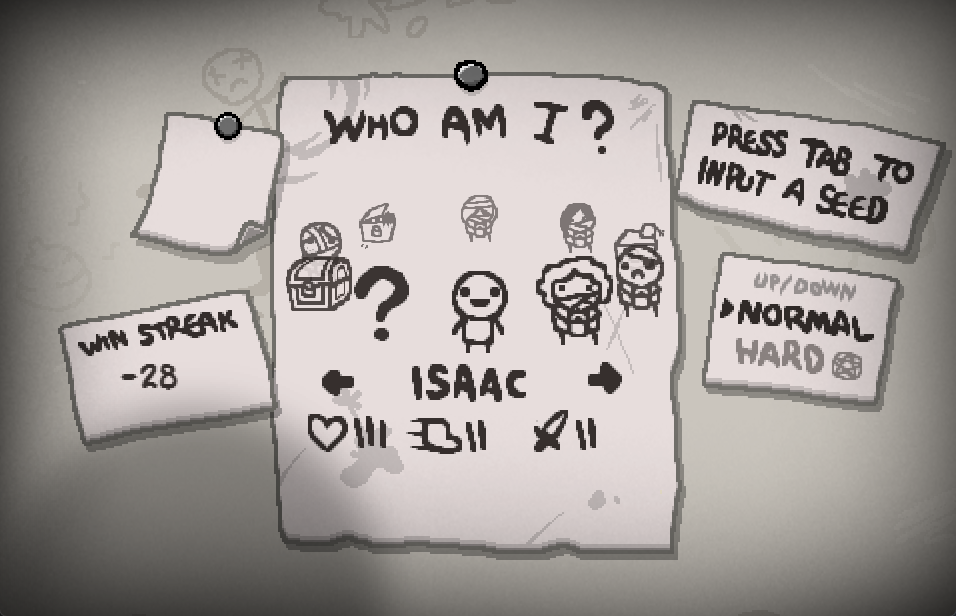 WHO AM I?
PRESS TAB TO
INPUT A SEED
WIN STREAK
-28
?
UP/DOWN
NORMAL
HARD
ISAAC